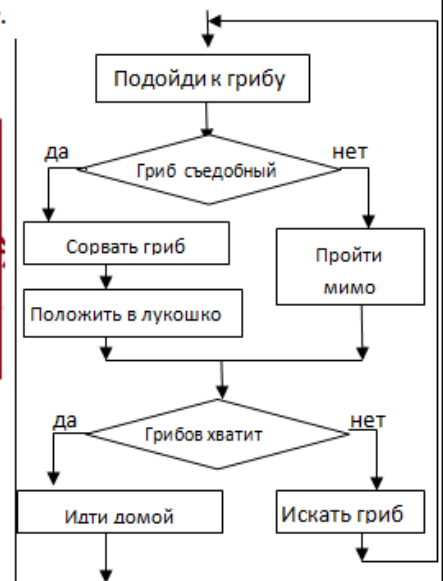 Подойди к грибу
да
нет
Гриб съедобный
Сорвать гриб
Пройти
мимо
Положить в лукошко
да
нет
Грибов хватит
Идти домой
Искать гриб